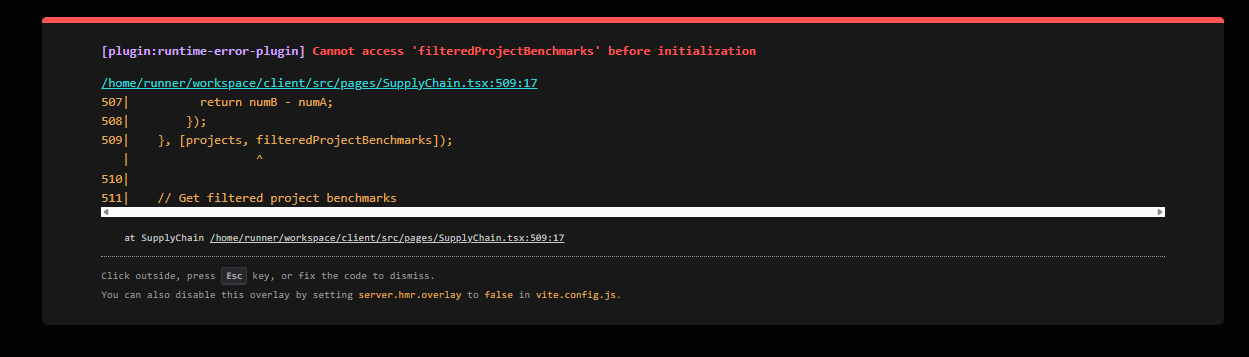 [plugin:runtime-error-plugin] Cannot access 'filteredProjectBenchmarks' before initialization
/home/runner/workspace/client/src/pages/SupplyChain.tsx:509:17
507|          return numB - numA;
508|        });
509|    }, [projects, filteredProjectBenchmarks]);
   |                  ^
510|
511|    // Get filtered project benchmarks
at SupplyChain /home/runner/workspace/client/src/pages/SupplyChain.tsx:509:17
Click outside, press Esc key, or fix the code to dismiss.
You can also disable this overlay by setting server.hmr.overlay to false in vite.config.js.